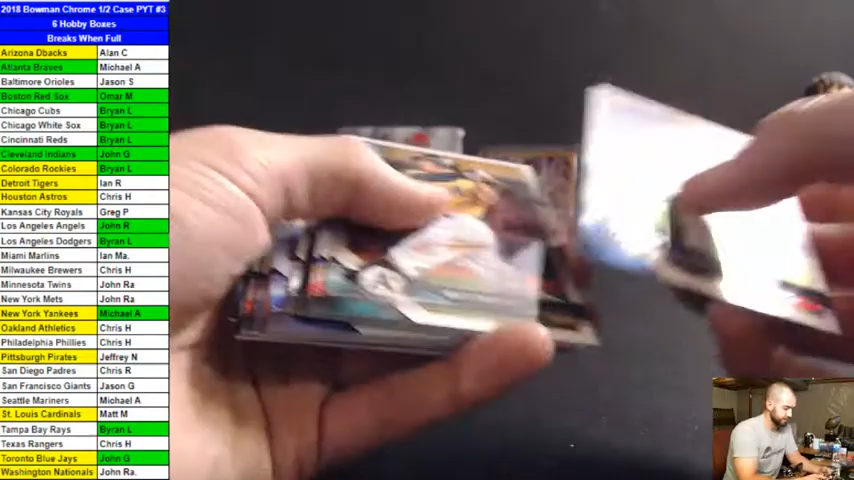 2018 Bowman Chrome 1/2 Case PYT #3
6 Hobby Boxes
Breaks When Full
Arizona Dbacks Alan C
Atlanta Braves Michael A
Baltimore Orioles Jason S
Boston Red Sox Omar M
Chicago Cubs Bryan L
Chicago White Sox Bryan L
Cincinnati Reds Bryan L
Cleveland Indians John G
Colorado Rockies Bryan L
Detroit Tigers Ian R
Houston Astros Chris H
Kansas City Royals Greg P
Los Angeles Angels John R
Los Angeles Dodgers Byran L
Miami Marlins Ian Ma.
Milwaukee Brewers Chris H
Minnesota Twins John Ra
New York Mets John Ra
New York Yankees Michael A
Oakland Athletics Chris H
Philadelphia Phillies Chris H
Pittsburgh Pirates Jeffrey N
San Diego Padres Chris R
San Francisco Giants Jason G
Seattle Mariners Michael A
St. Louis Cardinals Matt M
Tampa Bay Rays Byran L
Texas Rangers Chris H
Toronto Blue Jays John G
Washington Nationals John Ra.